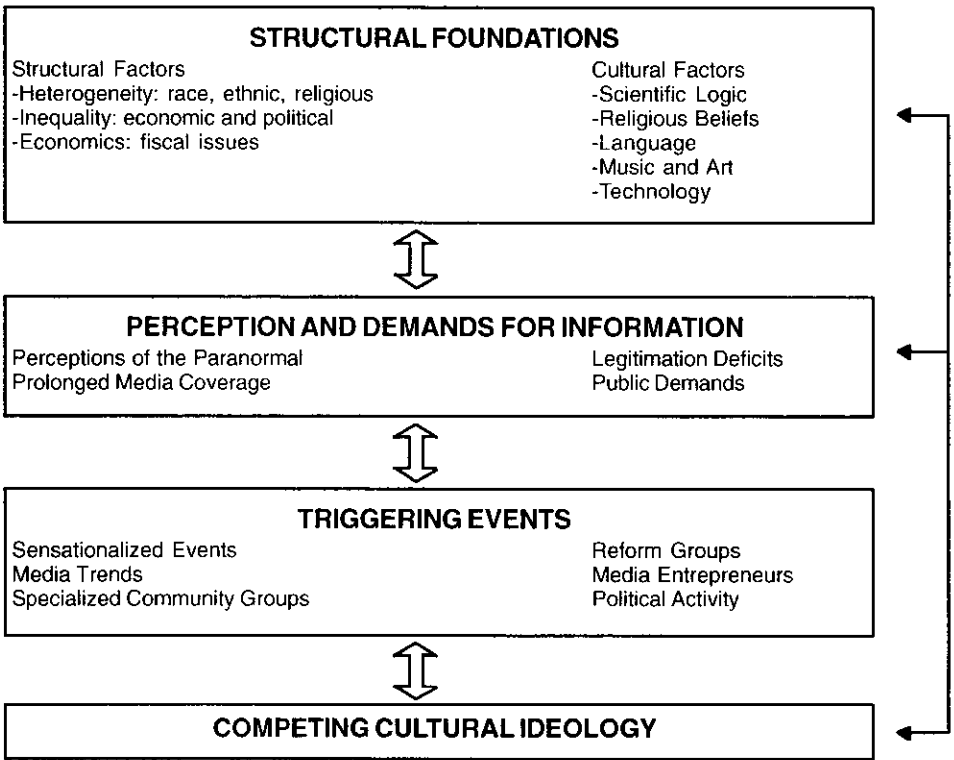 STRUCTURAL FOUNDATIONS
Structural Factors
-Heterogeneity: race, ethnic, religious
-Inequality: economic and political
-Economics: fiscal issues
Cultural Factors
-Scientific Logic
-Religious Beliefs
-Language
-Music and Art
-Technology
PERCEPTION AND DEMANDS FOR INFORMATION
Perceptions of the Paranormal
Prolonged Media Coverage
Legitimation Deficits
Public Demands
TRIGGERING EVENTS
Sensationalized Events
Media Trends
Specialized Community Groups
Reform Groups
Media Entrepreneurs
Political Activity
COMPETING CULTURAL IDEOLOGY